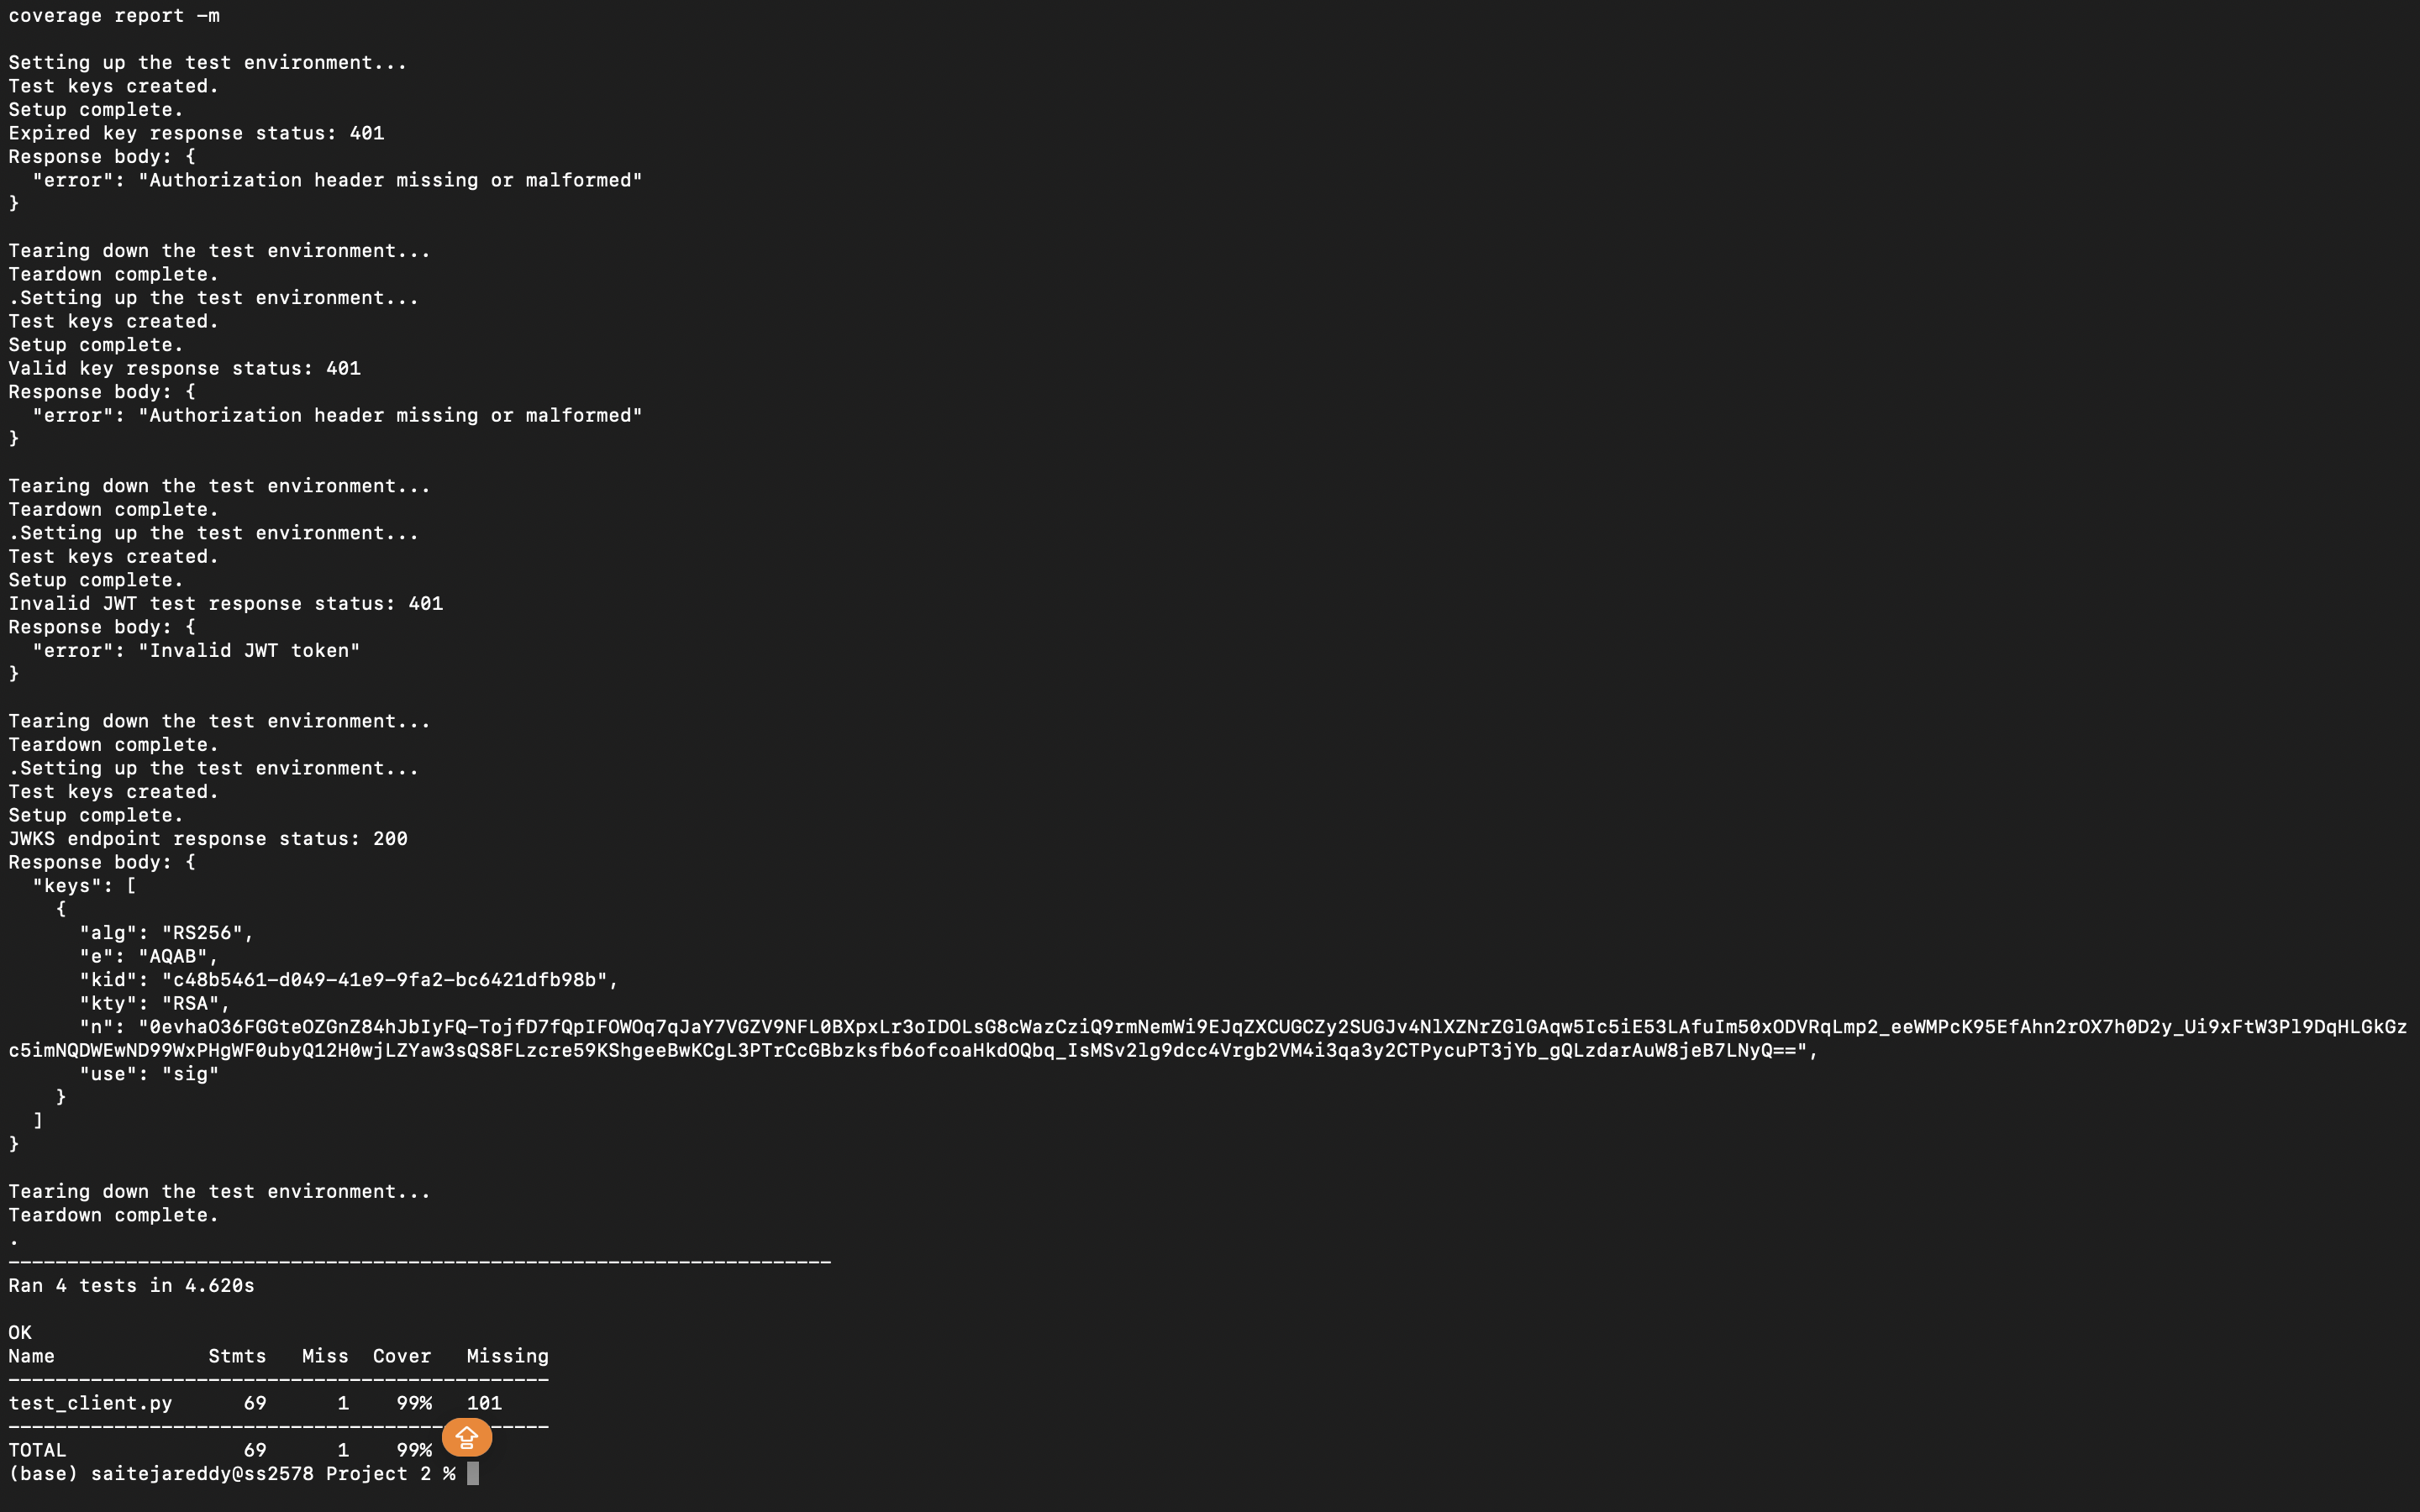 coverage report -m
Setting up the test environment...
Test keys created.
Setup complete.
Expired key response status: 401
Response body: {
  "error": "Authorization header missing or malformed"
}
Tearing down the test environment...
Teardown complete.
.Setting up the test environment...
Test keys created.
Setup complete.
Valid key response status: 401
Response body: {
  "error": "Authorization header missing or malformed"
}
Tearing down the test environment...
Teardown complete.
.Setting up the test environment...
Test keys created.
Setup complete.
Invalid JWT test response status: 401
Response body: {
  "error": "Invalid JWT token"
}
Tearing down the test environment...
Teardown complete.
.Setting up the test environment...
Test keys created.
Setup complete.
JWKS endpoint response status: 200
Response body: {
  "keys": [
    {
      "alg": "RS256",
      "e": "AQAB",
      "kid": "c48b5461-d049-41e9-9fa2-bc6421dfb98b",
      "kty": "RSA",
      "n": "0evhaO36FGGteOZGnZ84hJbIyFQ-TojfD7fQpIFOWOq7qJaY7VGZV9NFL0BXpxLr3oIDOLsG8cWazCziQ9rmNemWi9EJqZXCUGCZy2SUGJv4NlXZNrZGlGAqw5Ic5iE53LAfuIm50xODVRqLmp2_eeWMPcK95EfAhn2rOX7h0D2y_Ui9xFtW3Pl9DqHLGkGz
c5imNQDWEwND99WxPHgWF0ubyQ12H0wjLZYaw3sQS8FLzcre59KShgeeBwKCgL3PTrCcGBbzksfb6ofcoaHkdOQbq_IsMSv2lg9dcc4Vrgb2VM4i3qa3y2CTPycuPT3jYb_gQLzdarAuW8jeB7LNyQ==",
      "use": "sig"
    }
  ]
}
Tearing down the test environment...
Teardown complete.
.
----------------------------------------------------------------------
Ran 4 tests in 4.620s
OK
Name             Stmts   Miss  Cover   Missing
----------------------------------------------
test_client.py      69      1    99%   101
----------------------------------------------
TOTAL               69      1    99%
(base) saitejareddy@ss2578 Project 2 %